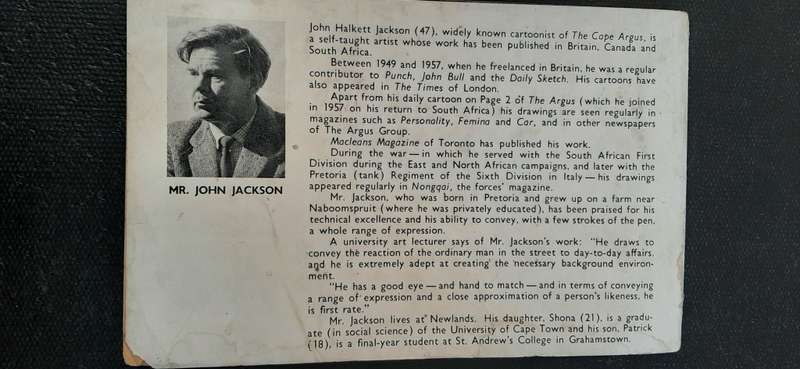 MR. JOHN JACKSON
John Halkett Jackson (47), widely known cartoonist of The Cape Argus, is
a self-taught artist whose work has been published in Britain, Canada and
South Africa.
Between 1949 and 1957, when he freelanced in Britain, he was a regular
contributor to Punch, John Bull and the Daily Sketch. His cartoons have
also appeared in The Times of London.
Apart from his daily cartoon on Page 2 of The Argus (which he joined
in 1957 on his return to South Africa) his drawings are seen regularly in
magazines such as Personality, Femina and Car, and in other newspapers
of The Argus Group.
Macleans Magazine of Toronto has published his work.
During the war — in which he served with the South African First
Division during the East and North African campaigns, and later with the
Pretoria (tank) Regiment of the Sixth Division in Italy — his drawings
appeared regularly in Nongqai, the forces' magazine.
Mr. Jackson, who was born in Pretoria and grew up on a farm near
Naboomspruit (where he was privately educated), has been praised for his
technical excellence and his ability to convey, with a few strokes of the pen,
a whole range of expression.
A university art lecturer says of Mr. Jackson's work: "He draws to
convey the reaction of the ordinary man in the street to day-to-day affairs,
and he is extremely adept at creating the necessary background environ-
ment.
"He has a good eye — and hand to match — and in terms of conveying
a range of expression and a close approximation of a person's likeness, he
is first rate."
Mr. Jackson lives at Newlands. His daughter, Shona (21), is a gradu-
ate (in social science) of the University of Cape Town and his son, Patrick
(18), is a final-year student at St. Andrew's College in Grahamstown.